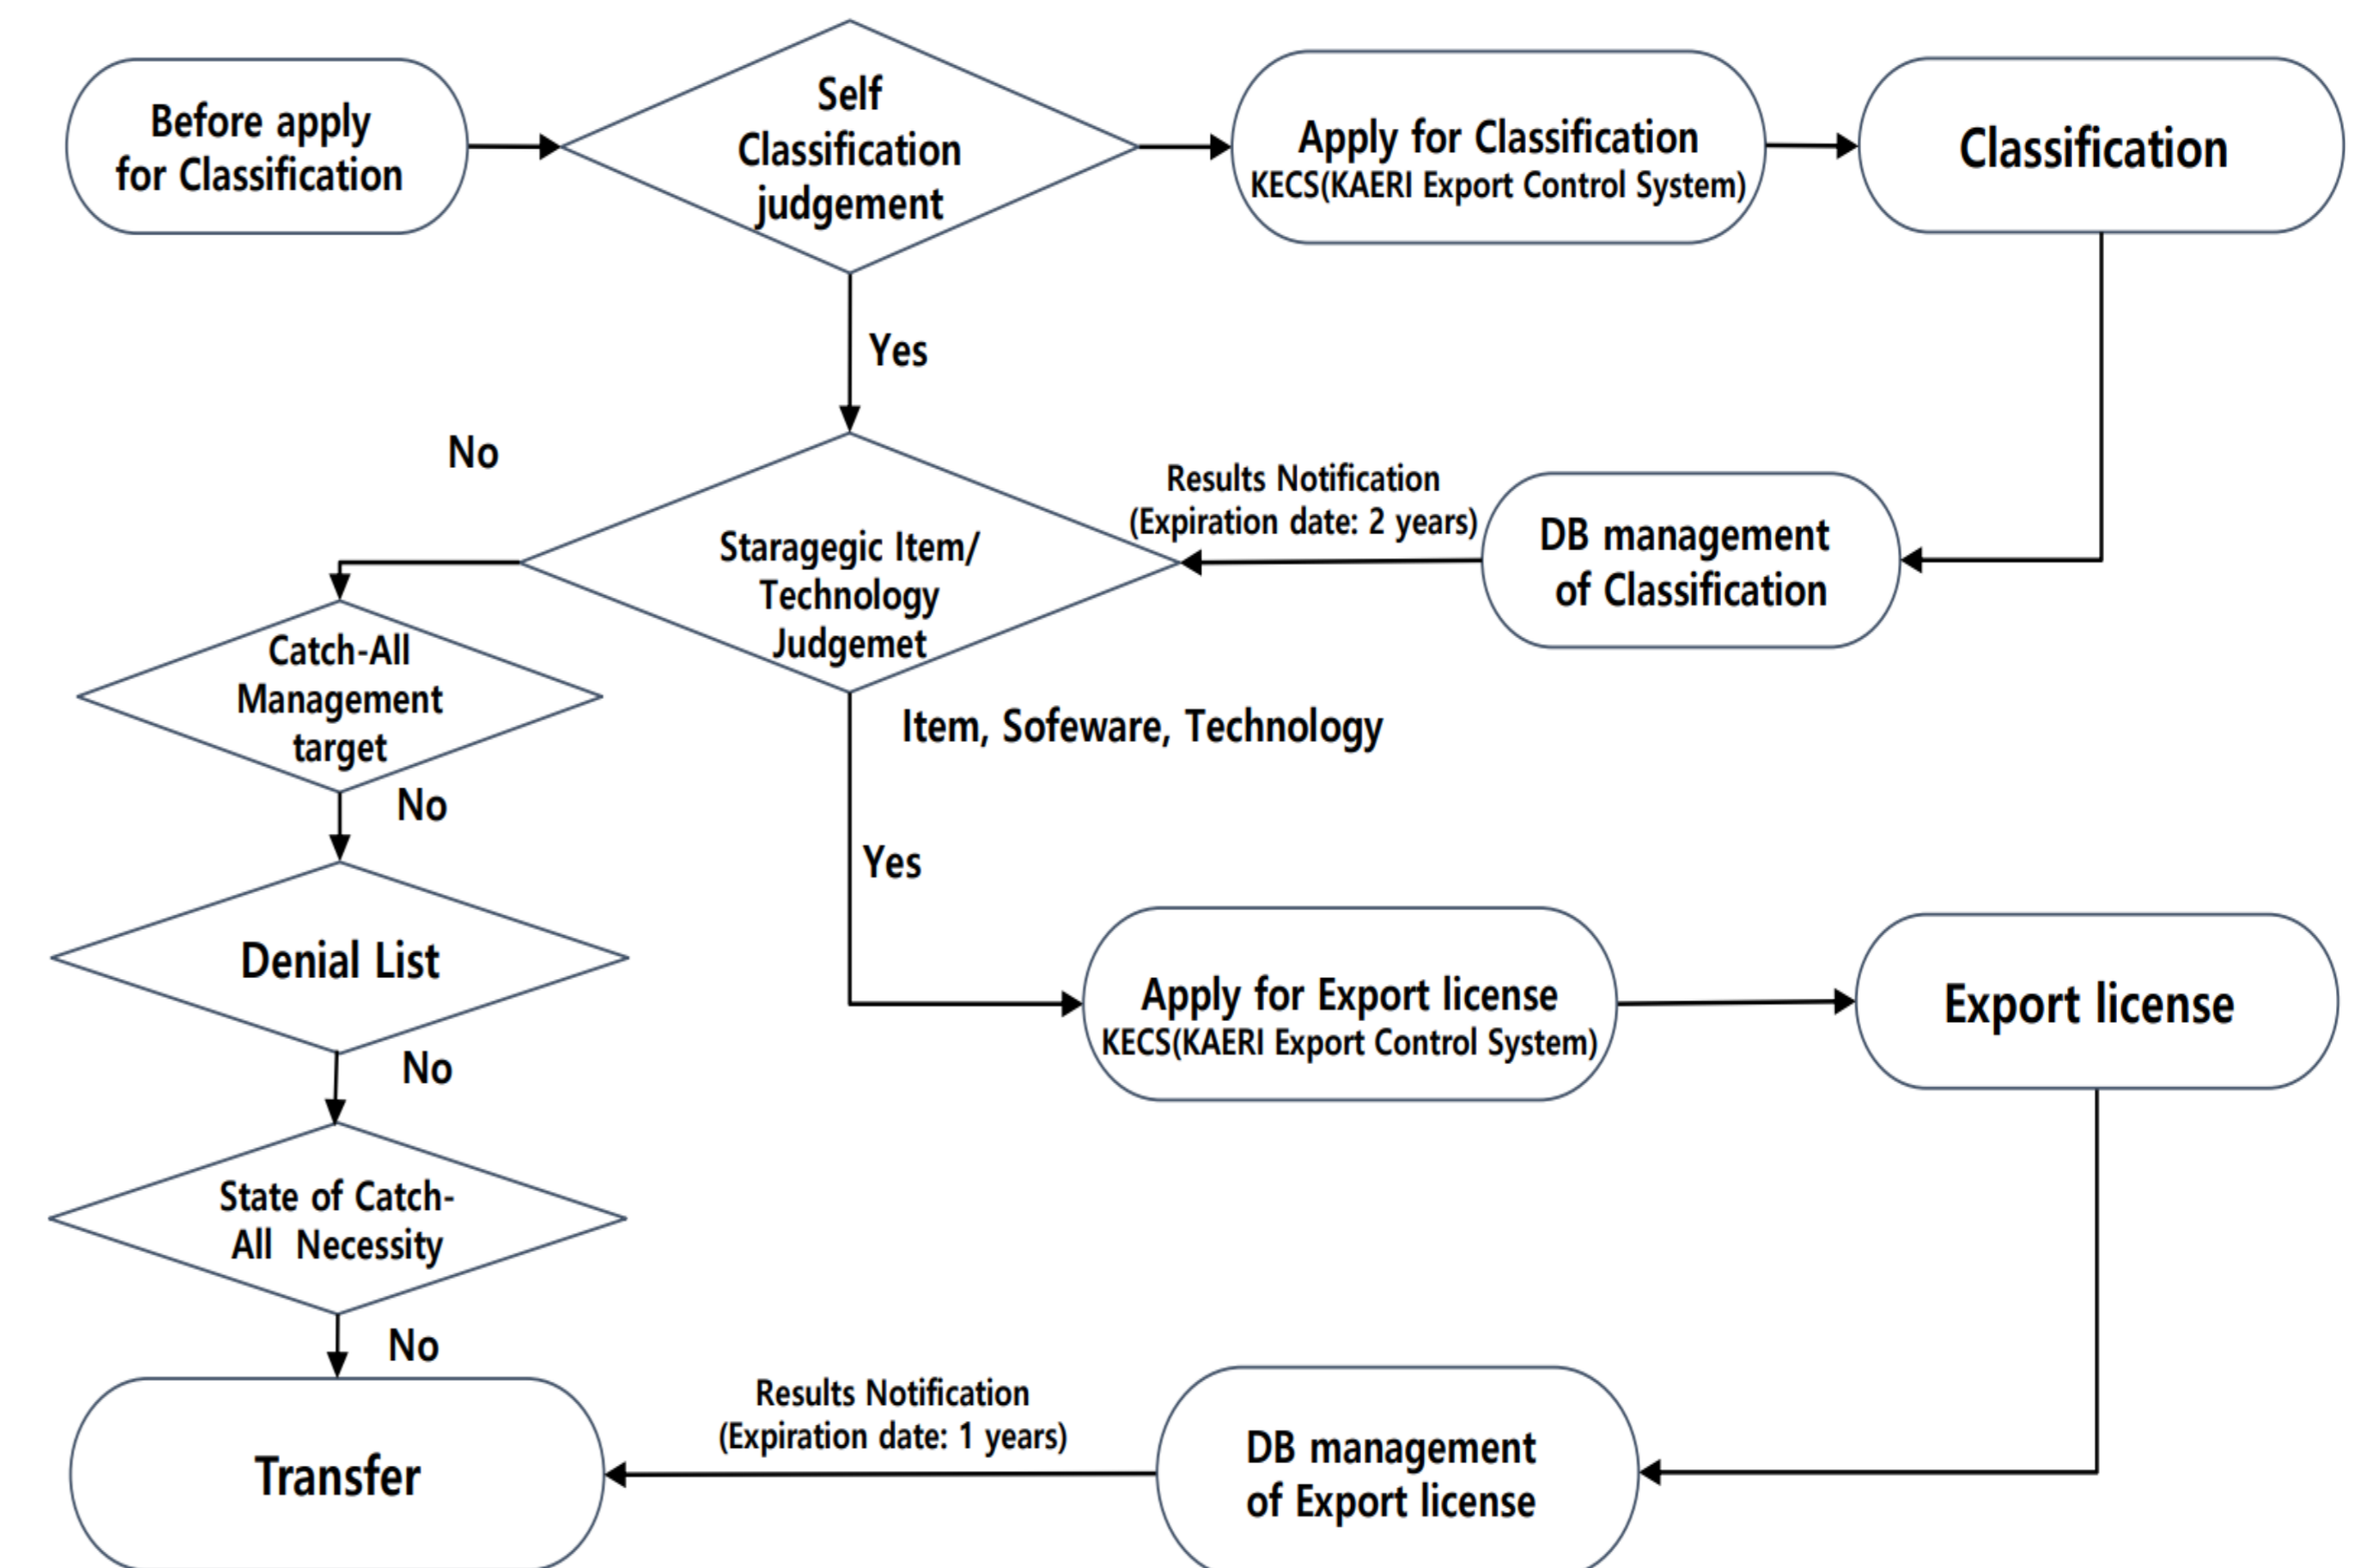 Before apply
for Classification
Self
Classification
judgement
Apply for Classification
KECS(KAERI Export Control System)
Classification
Yes
No
Staragegic Item/
Technology
Judgemet
Results Notification
(Expiration date: 2 years)
DB management
of Classification
Catch-All
Management
target
Item, Sofeware, Technology
No
Yes
Denial List
Apply for Export license
KECS(KAERI Export Control System)
Export license
No
State of Catch-
All Necessity
No
Transfer
Results Notification
(Expiration date: 1 years)
DB management
of Export license